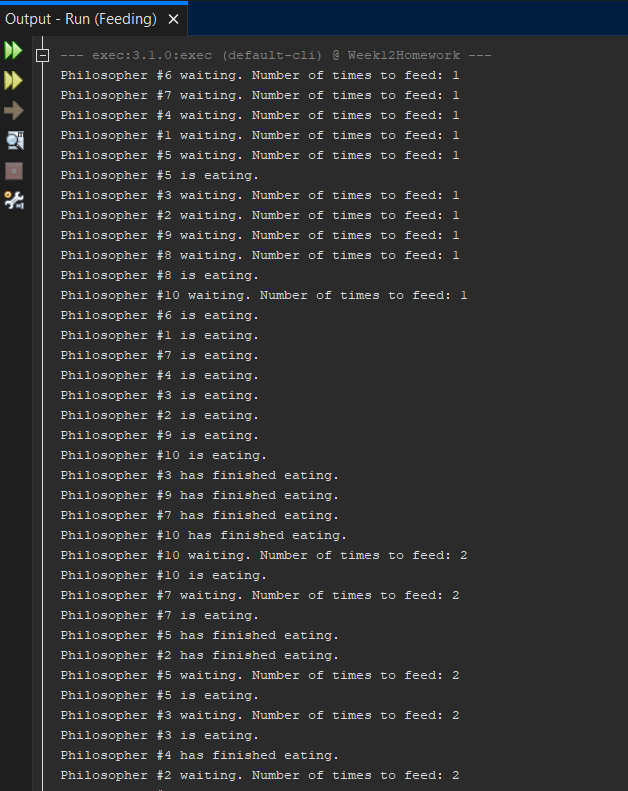 Output - Run (Feeding) ×
--- exec:3.1.0:exec (default-cli) @ Week12Homework ---
Philosopher #6 waiting. Number of times to feed: 1
Philosopher #7 waiting. Number of times to feed: 1
Philosopher #4 waiting. Number of times to feed: 1
Philosopher #1 waiting. Number of times to feed: 1
Philosopher #5 waiting. Number of times to feed: 1
Philosopher #5 is eating.
Philosopher #3 waiting. Number of times to feed: 1
Philosopher #2 waiting. Number of times to feed: 1
Philosopher #9 waiting. Number of times to feed: 1
Philosopher #8 waiting. Number of times to feed: 1
Philosopher #8 is eating.
Philosopher #10 waiting. Number of times to feed: 1
Philosopher #6 is eating.
Philosopher #1 is eating.
Philosopher #7 is eating.
Philosopher #4 is eating.
Philosopher #3 is eating.
Philosopher #2 is eating.
Philosopher #9 is eating.
Philosopher #10 is eating.
Philosopher #3 has finished eating.
Philosopher #9 has finished eating.
Philosopher #7 has finished eating.
Philosopher #10 has finished eating.
Philosopher #10 waiting. Number of times to feed: 2
Philosopher #10 is eating.
Philosopher #7 waiting. Number of times to feed: 2
Philosopher #7 is eating.
Philosopher #5 has finished eating.
Philosopher #2 has finished eating.
Philosopher #5 waiting. Number of times to feed: 2
Philosopher #5 is eating.
Philosopher #3 waiting. Number of times to feed: 2
Philosopher #3 is eating.
Philosopher #4 has finished eating.
Philosopher #2 waiting. Number of times to feed: 2